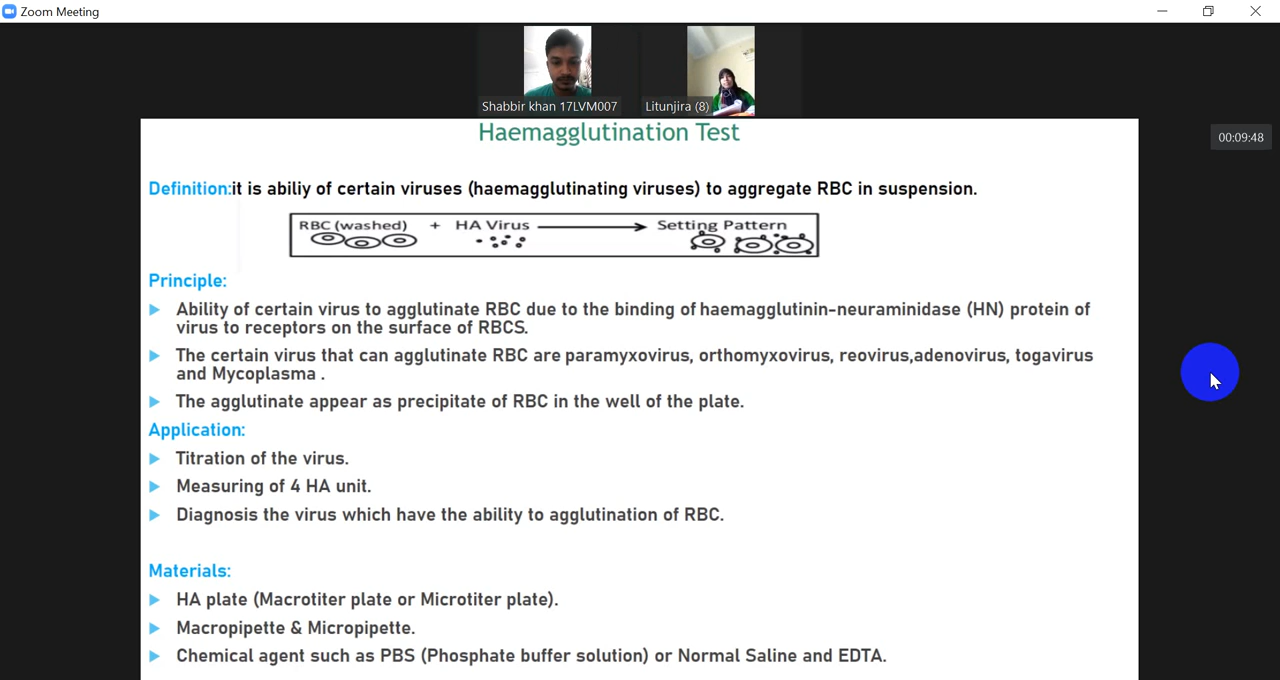 Zoom Meeting
Shabbir khan 17LVM007
Litunjira (8)
00:09:48
Haemagglutination Test
Definition:it is abiliy of certain viruses (haemagglutinating viruses) to aggregate RBC in suspension.
RBC (washed) + HA Virus Setting Pattern
Principle:
Ability of certain virus to agglutinate RBC due to the binding of haemagglutinin-neuraminidase (HN) protein of
virus to receptors on the surface of RBCS.
The certain virus that can agglutinate RBC are paramyxovirus, orthomyxovirus, reovirus,adenovirus, togavirus
and Mycoplasma .
The agglutinate appear as precipitate of RBC in the well of the plate.
Application:
Titration of the virus.
Measuring of 4 HA unit.
Diagnosis the virus which have the ability to agglutination of RBC.
Materials:
HA plate (Macrotiter plate or Microtiter plate).
Macropipette & Micropipette.
Chemical agent such as PBS (Phosphate buffer solution) or Normal Saline and EDTA.